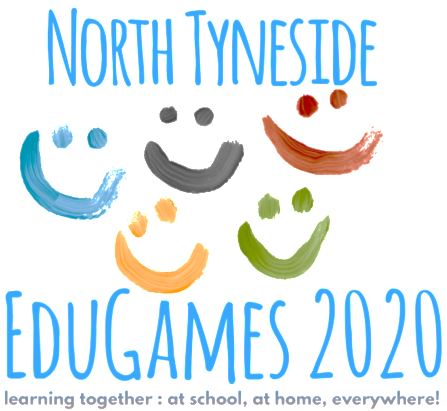 North Tyneside
EduGames 2020
learning together : at school, at home, everywhere!